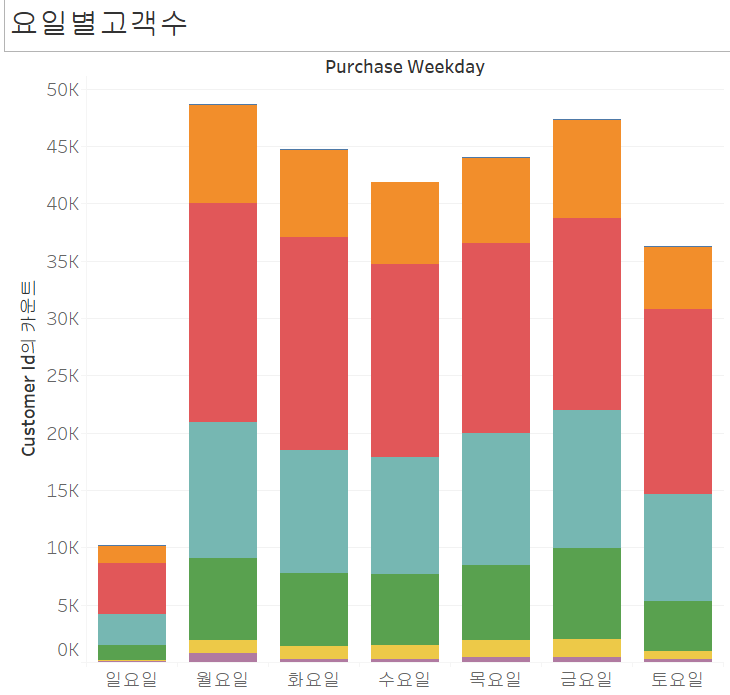 요일별고객수
Purchase Weekday
50K
45K
40K
35K
30K
25K
20K
15K
10K
5K
0K
Customer Id의 카운트
일요일 월요일 화요일 수요일 목요일 금요일 토요일